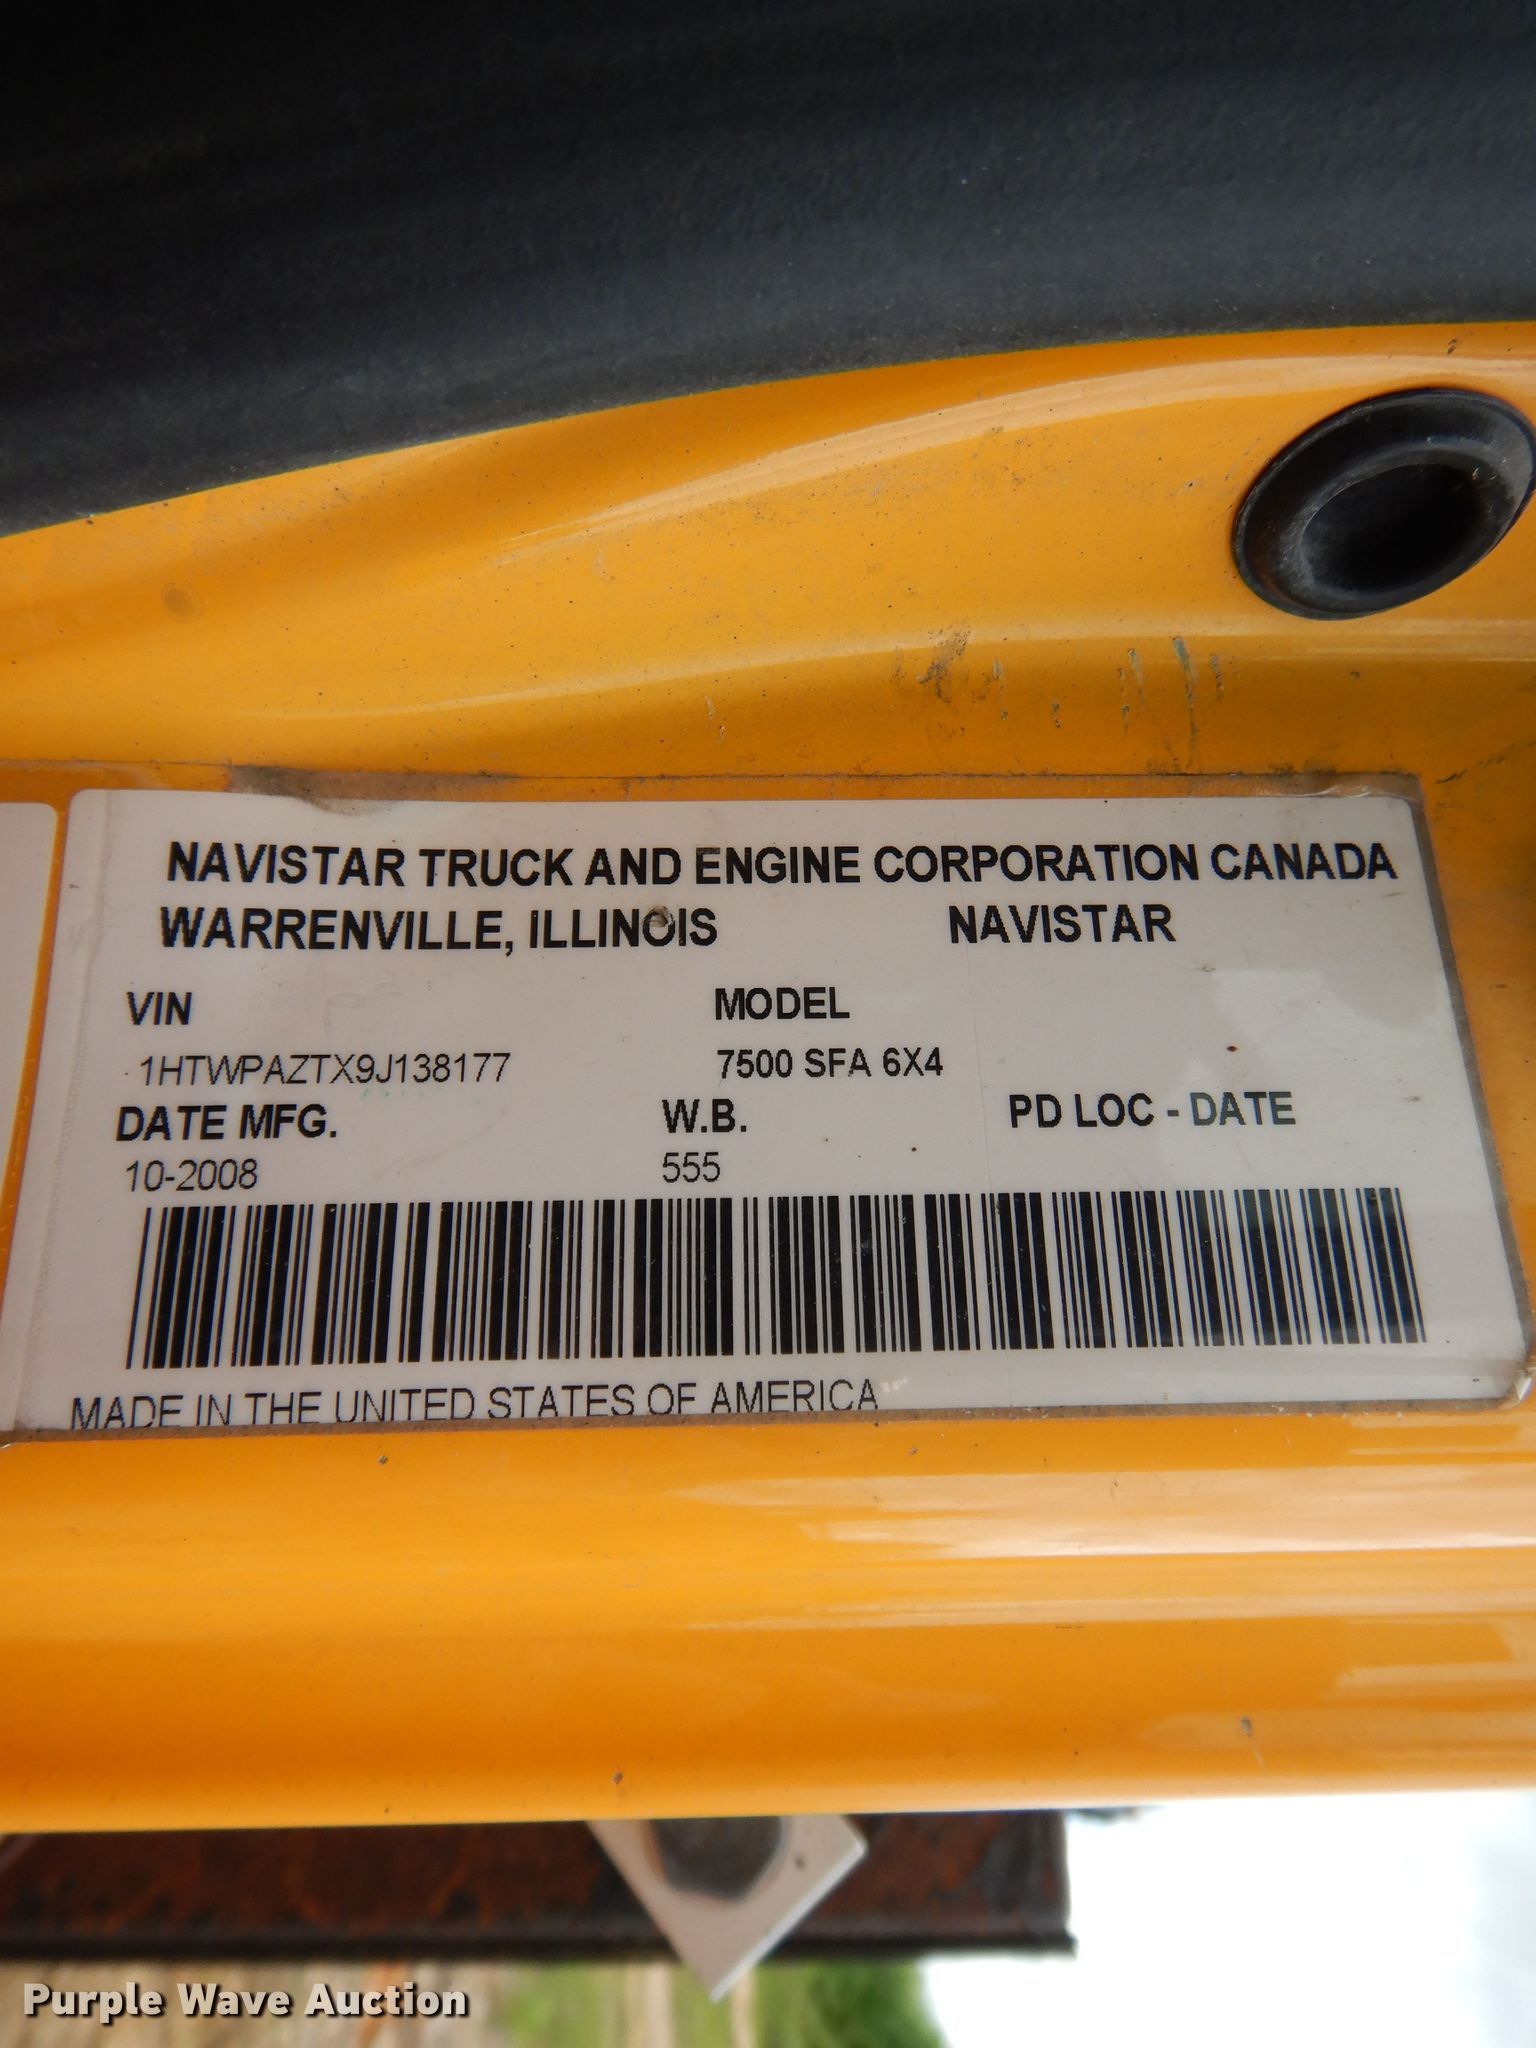 NAVISTAR TRUCK AND ENGINE CORPORATION CANADA
WARRENVILLE, ILLINOIS NAVISTAR
VIN MODEL
1HTWPAZTX9J138177 7500 SFA 6X4
DATE MFG. W.B. PD LOC - DATE
10-2008 555
MADE IN THE UNITED STATES OF AMERICA
Purple Wave Auction